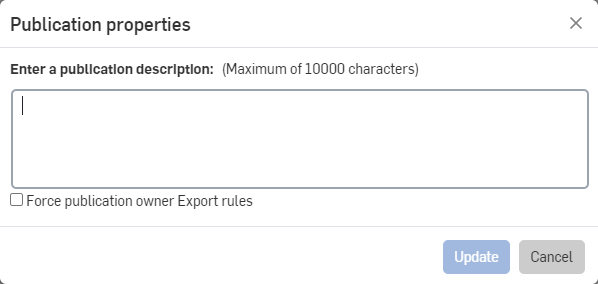 Publication properties
Enter a publication description: (Maximum of 10000 characters)
Force publication owner Export rules
Update Cancel